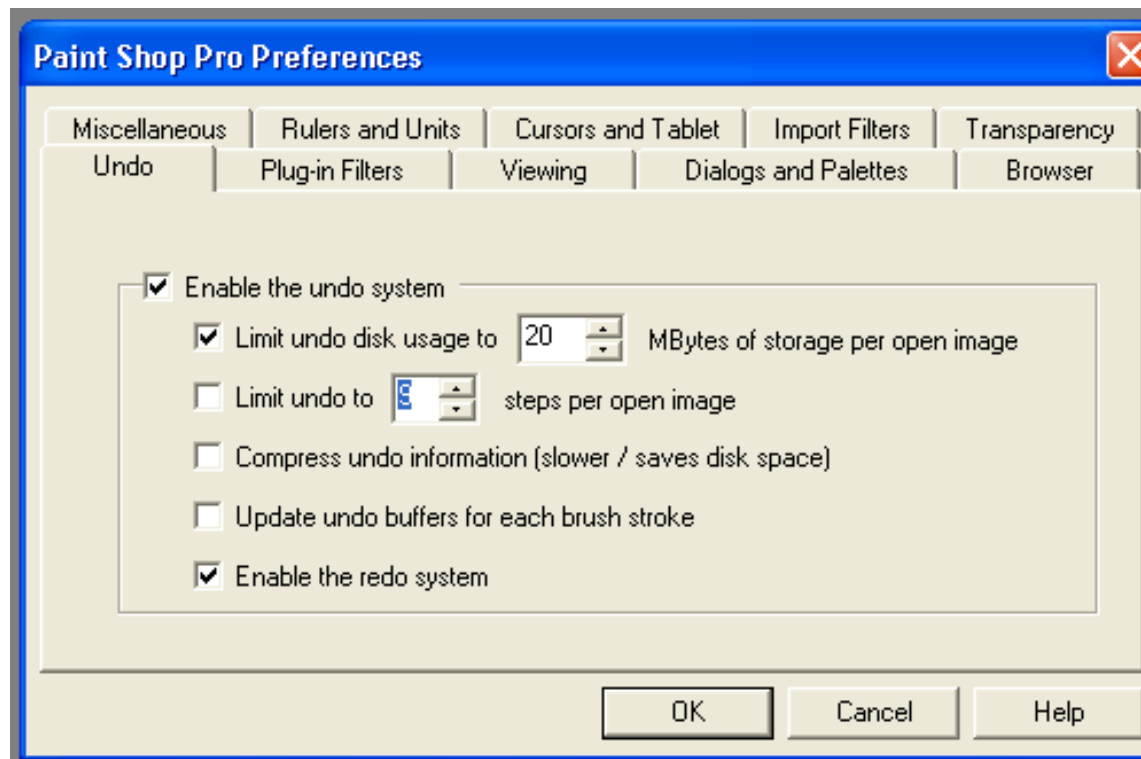 Paint Shop Pro Preferences
Miscellaneous Rulers and Units Cursors and Tablet Import Filters Transparency
Undo Plug-in Filters Viewing Dialogs and Palettes Browser
Enable the undo system
Limit undo disk usage to 20 MBytes of storage per open image
Limit undo to steps per open image
Compress undo information (slower / saves disk space)
Update undo buffers for each brush stroke
Enable the redo system
OK Cancel Help